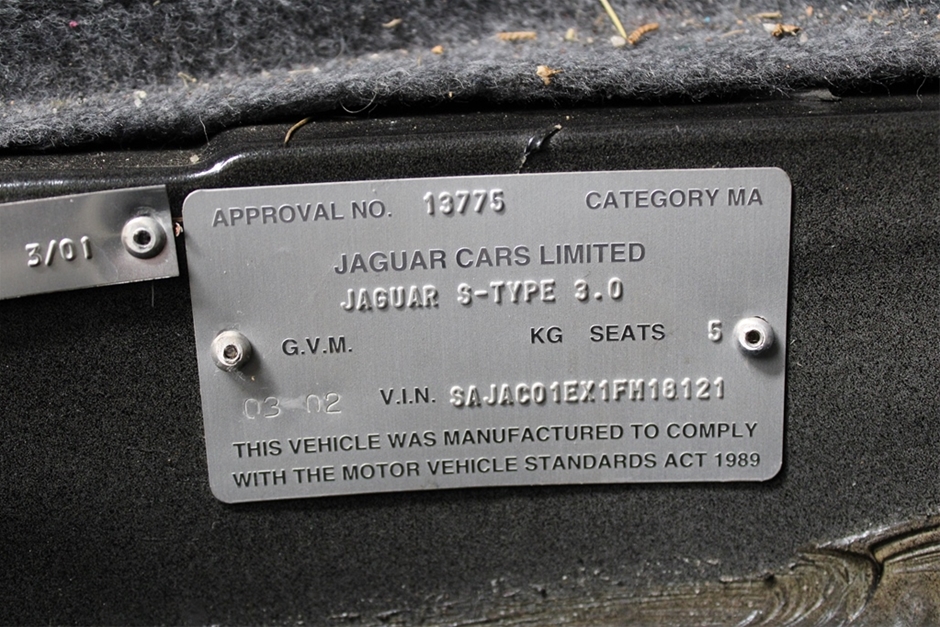 3/01
APPROVAL NO. 13775 CATEGORY MA
JAGUAR CARS LIMITED
JAGUAR S-TYPE 3.0
G.V.M. KG SEATS 5
03 02 V.I.N. SAJAC01EX1FM18121
THIS VEHICLE WAS MANUFACTURED TO COMPLY
WITH THE MOTOR VEHICLE STANDARDS ACT 1989